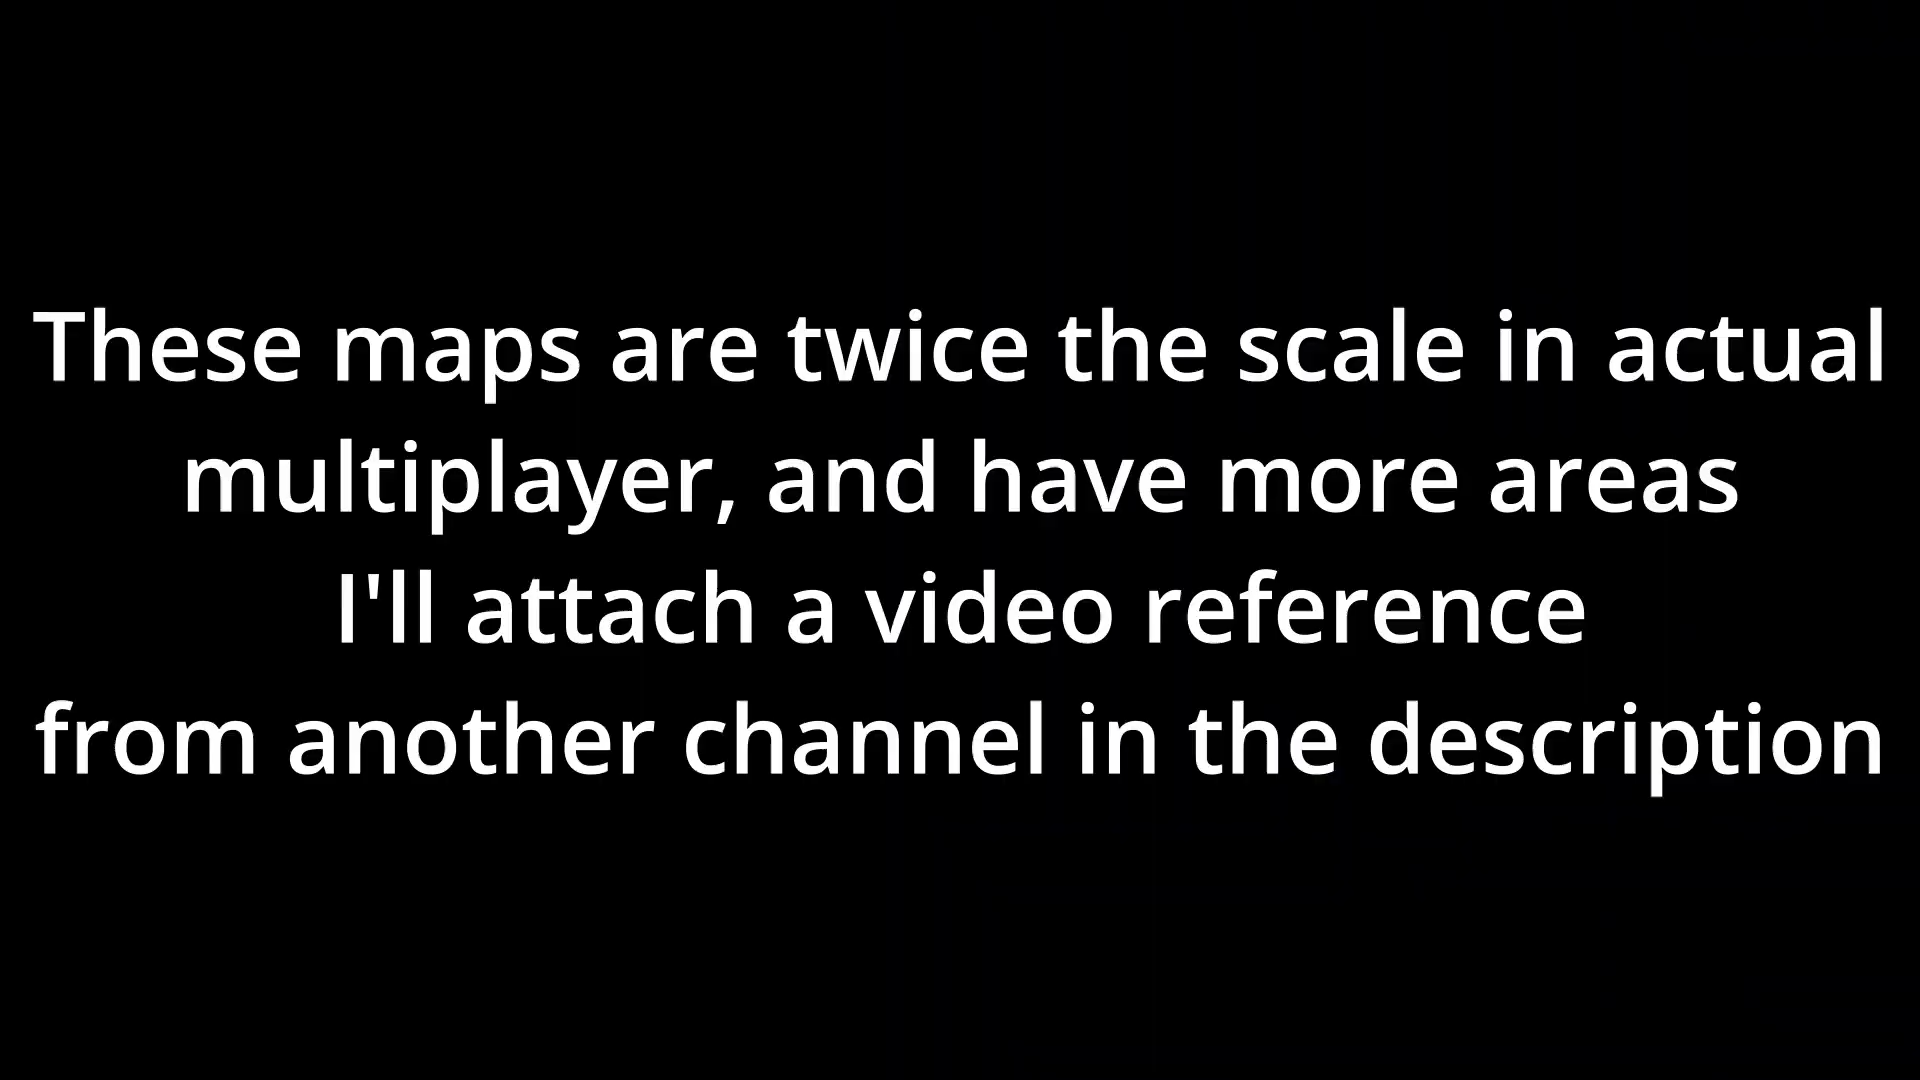 These maps are twice the scale in actual
multiplayer, and have more areas
I'll attach a video reference
from another channel in the description